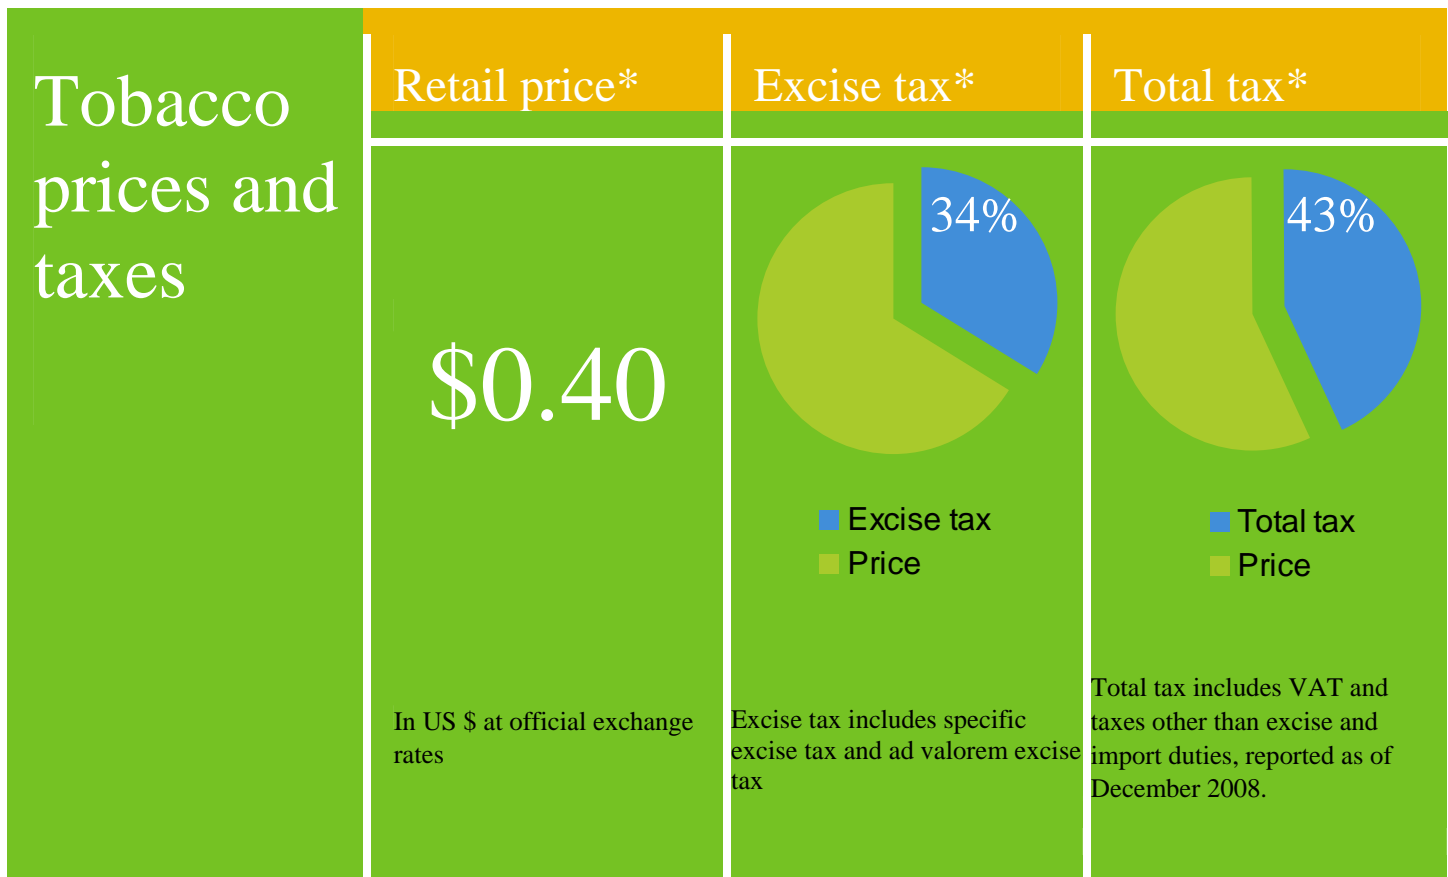 Tobacco
prices and
taxes
Retail price*
Excise tax*
Total tax*
$0.40
34%
43%
Excise tax
Price
Total tax
Price
In US $ at official exchange
rates
Excise tax includes specific
excise tax and ad valorem excise
tax
Total tax includes VAT and
taxes other than excise and
import duties, reported as of
December 2008.